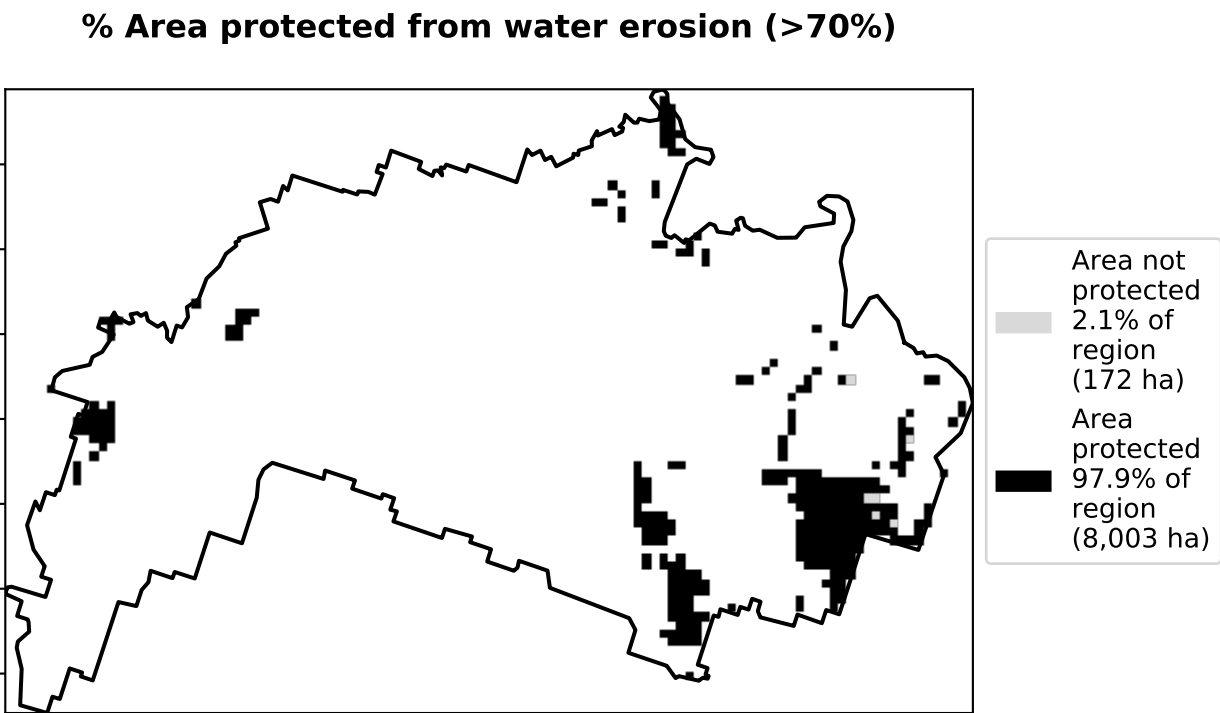 % Area protected from water erosion (>70%)
Area not
protected
2.1% of
region
(172 ha)
Area
protected
97.9% of
region
(8,003 ha)